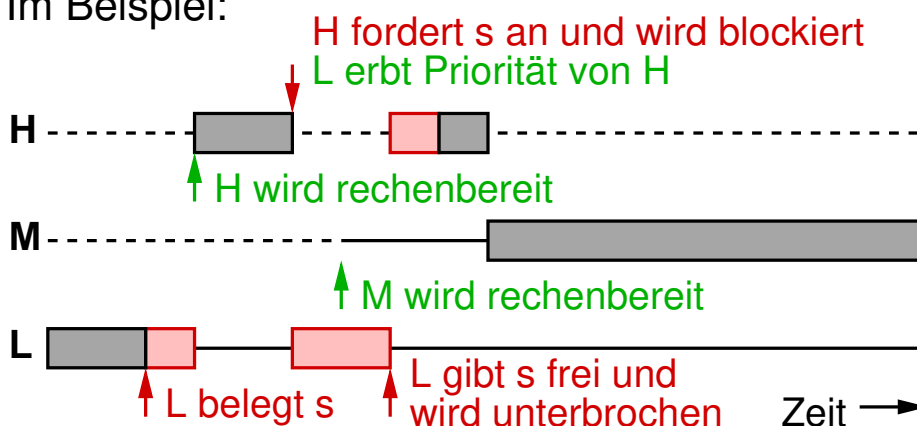 Im Beispiel:
H fordert s an und wird blockiert
L erbt Priorität von H
H
H wird rechenbereit
M
M wird rechenbereit
L
L belegt s
L gibt s frei und
wird unterbrochen
Zeit